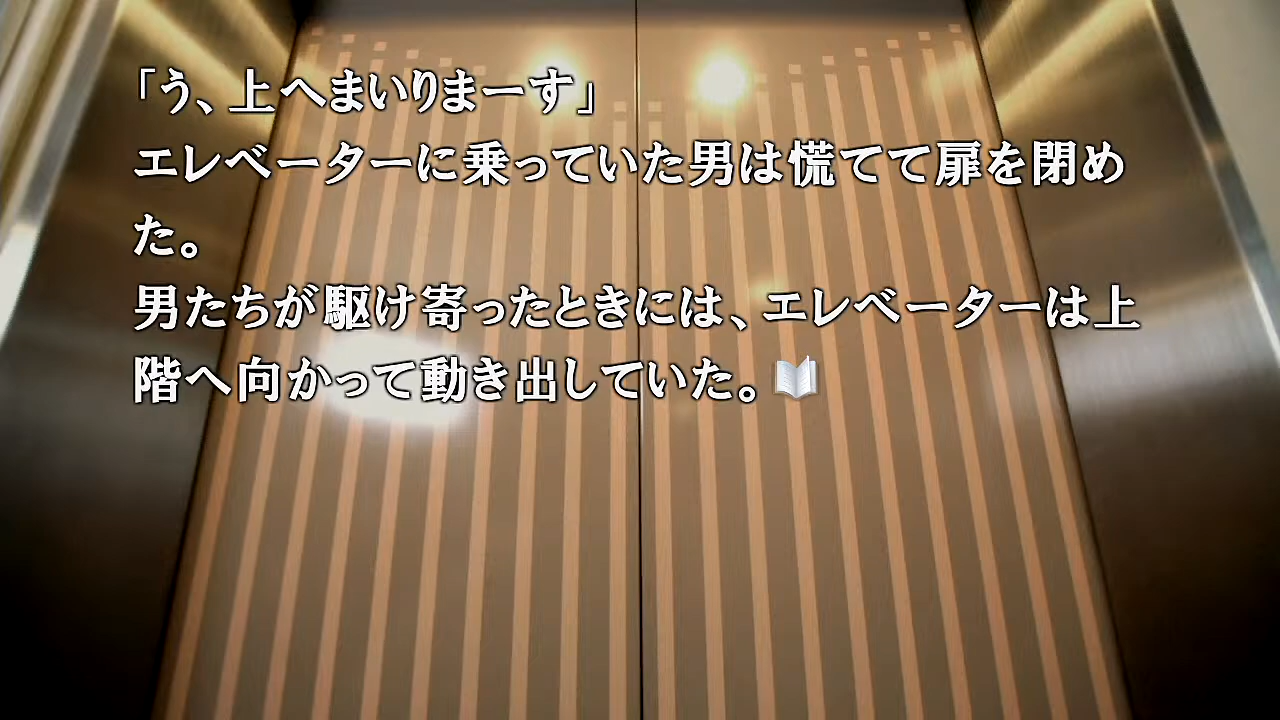 「う、上へまいりまーす」
エレベーターに乗っていた男は慌てて扉を閉め
た。
男たちが駆け寄ったときには、エレベーターは上
階へ向かって動き出していた。